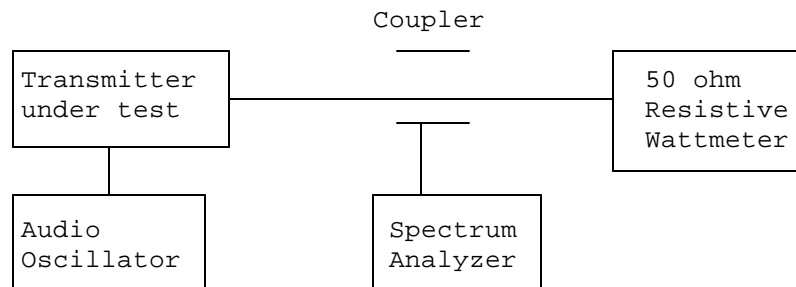 Coupler
Transmitter
under test
50 ohm
Resistive
Wattmeter
Audio
Oscillator
Spectrum
Analyzer